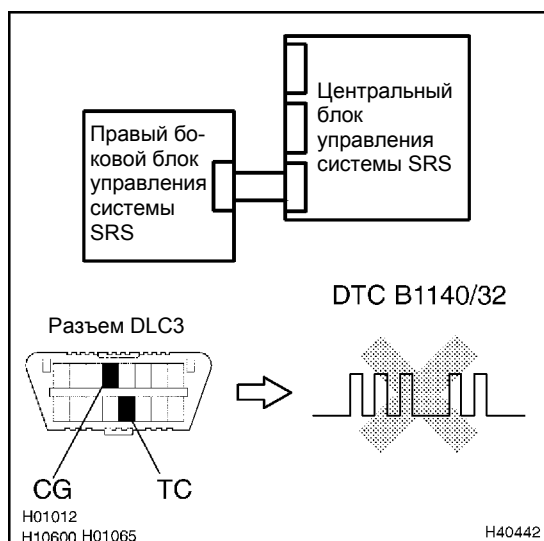 Правый бо-
ковой блок
управления
системы
SRS
Центральный
блок
управления
системы SRS
DTC B1140/32
Разъем DLC3
CG
TC
H01012
H10600 H01065
H40442